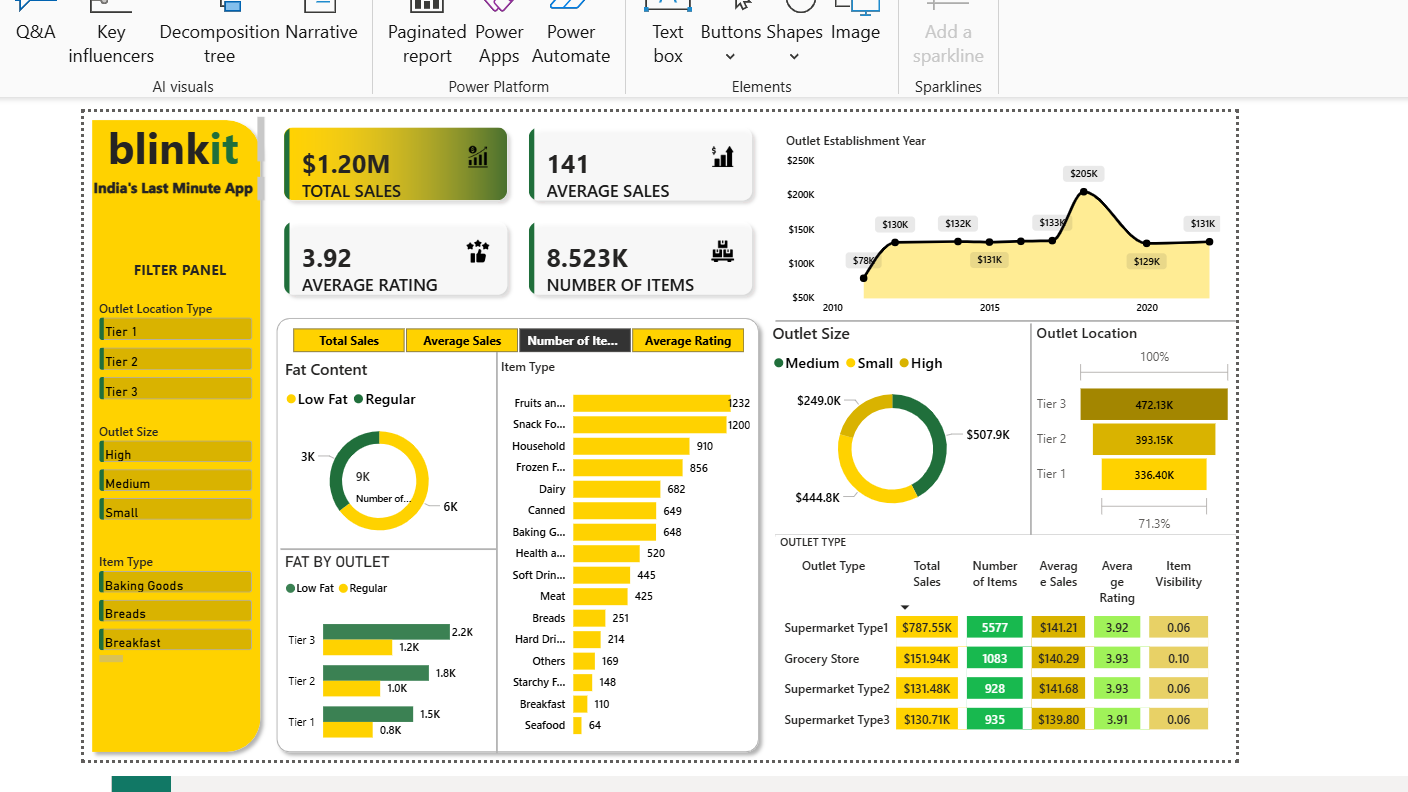 Q&A
Key influencers
Decomposition tree
Narrative
AI visuals
Paginated report
Power Apps
Power Automate
Power Platform
Text box
Buttons
Shapes
Image
Elements
Add a sparkline
Sparklines
blinkit
India's Last Minute App
FILTER PANEL
Outlet Location Type
Tier 1
Tier 2
Tier 3
Outlet Size
High
Medium
Small
Item Type
Baking Goods
Breads
Breakfast
$1.20M
TOTAL SALES
141
AVERAGE SALES
3.92
AVERAGE RATING
8.523K
NUMBER OF ITEMS
Total Sales
Average Sales
Number of Ite...
Average Rating
Fat Content
Low Fat
Regular
3K
9K
Number of...
6K
FAT BY OUTLET
Low Fat
Regular
Tier 3
2.2K
1.2K
Tier 2
1.8K
1.0K
Tier 1
1.5K
0.8K
Item Type
Fruits an... 1232
Snack Fo... 1200
Household 910
Frozen F... 856
Dairy 682
Canned 649
Baking G... 648
Health a... 520
Soft Drin... 445
Meat 425
Breads 251
Hard Dri... 214
Others 169
Starchy F... 148
Breakfast 110
Seafood 64
Outlet Establishment Year
$250K
$200K
$150K
$100K
$50K
$78K
$130K
$132K
$131K
$133K
$205K
$129K
$131K
2010
2015
2020
Outlet Size
Medium
Small
High
$249.0K
$507.9K
$444.8K
Outlet Location
100%
Tier 3 472.13K
Tier 2 393.15K
Tier 1 336.40K
71.3%
OUTLET TYPE
Outlet Type
Total Sales
Number of Items
Averag e Sales
Avera ge Rating
Item Visibility
Supermarket Type1 $787.55K 5577 $141.21 3.92 0.06
Grocery Store $151.94K 1083 $140.29 3.93 0.10
Supermarket Type2 $131.48K 928 $141.68 3.93 0.06
Supermarket Type3 $130.71K 935 $139.80 3.91 0.06